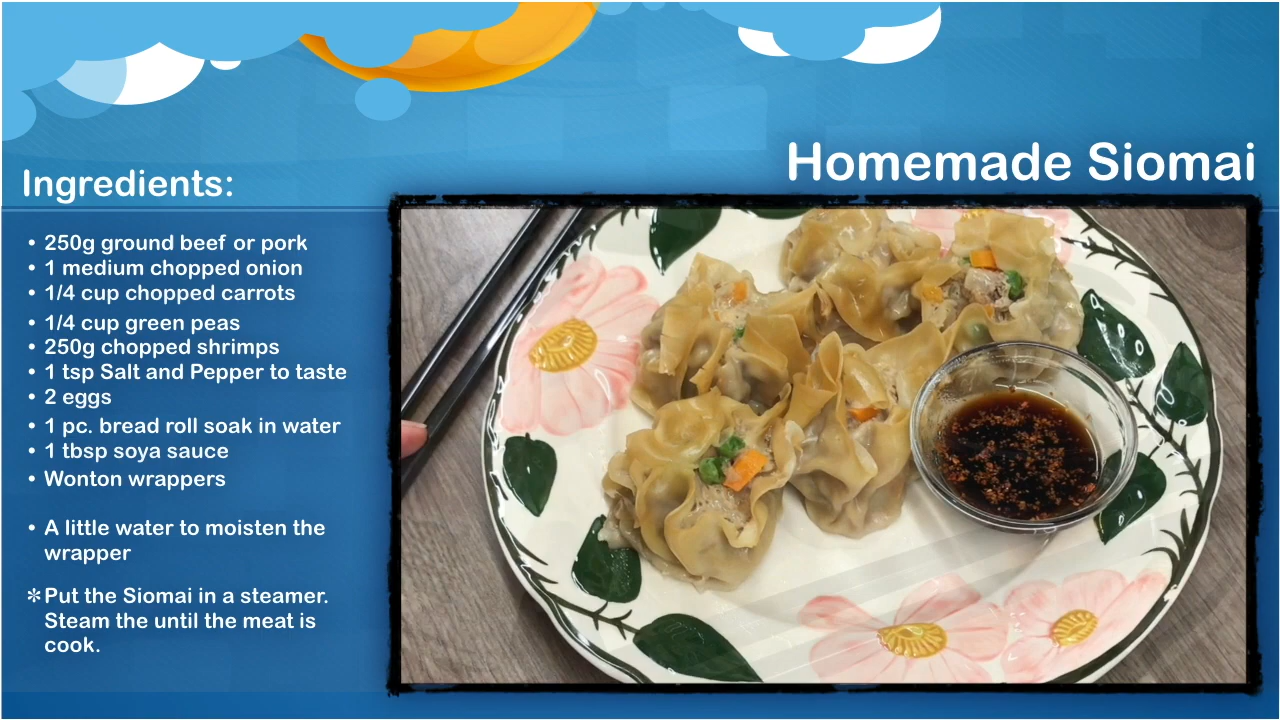 Homemade Siomai
Ingredients:
• 250g ground beef or pork
• 1 medium chopped onion
• 1/4 cup chopped carrots
• 1/4 cup green peas
• 250g chopped shrimps
• 1 tsp Salt and Pepper to taste
• 2 eggs
• 1 pc. bread roll soak in water
• 1 tbsp soya sauce
• Wonton wrappers
• A little water to moisten the
wrapper
✻ Put the Siomai in a steamer.
Steam the until the meat is
cook.